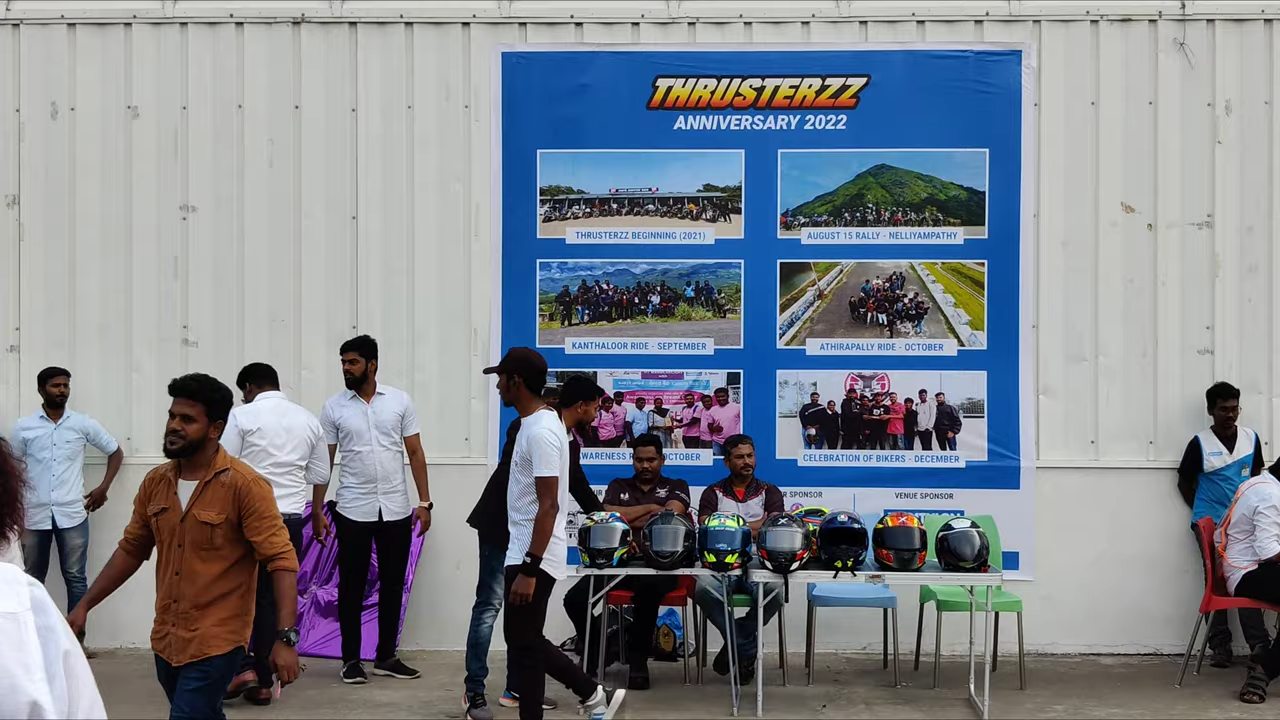 THRUSTERZZ
ANNIVERSARY 2022
THRUSTERZZ BEGINNING (2021)
AUGUST 15 RALLY - NELLIYAMPATHY
KANTHALOOR RIDE - SEPTEMBER
ATHIRAPALLY RIDE - OCTOBER
OCTOBER
CELEBRATION OF BIKERS - DECEMBER
SPONSOR
VENUE SPONSOR